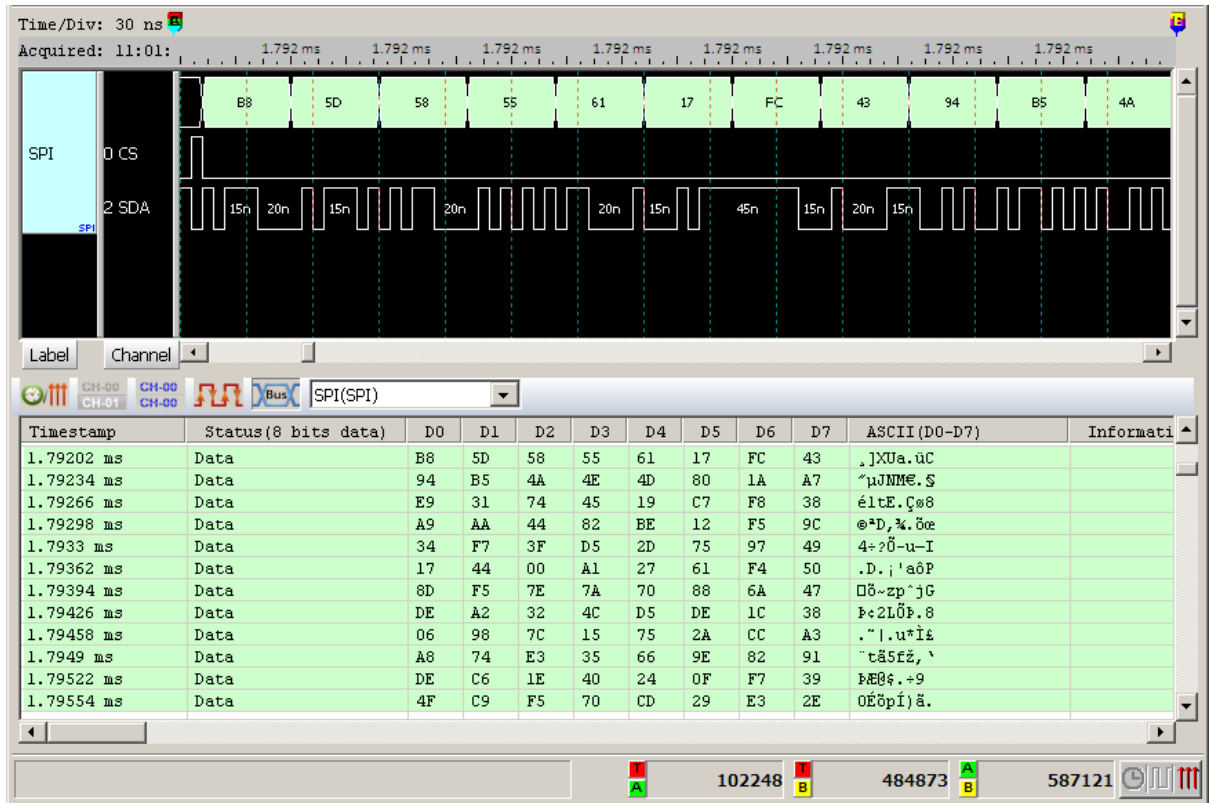 Time/Div: 30 ns
Acquired: 11:01:
1.792 ms 1.792 ms 1.792 ms 1.792 ms 1.792 ms 1.792 ms 1.792 ms 1.792 ms
B8 5D 58 55 61 17 FC 43 94 B5 4A
SPI 0 CS
2 SDA 15n 20n 15n 20n 20n 15n 45n 15n 20n 15n
SPI
Label Channel
CH-00 CH-01 CH-00 CH-00 Bus SPI(SPI)
Timestamp Status(8 bits data) D0 D1 D2 D3 D4 D5 D6 D7 ASCII(D0-D7) Informati
1.79202 ms Data B8 5D 58 55 61 17 FC 43 ¸]XUa.üC
1.79234 ms Data 94 B5 4A 4E 4D 80 1A A7 ”µJNM€.§
1.79266 ms Data E9 31 74 45 19 C7 F8 38 é1tE.Çø8
1.79298 ms Data A9 AA 44 82 BE 12 F5 9C ©ªD‚¾.õœ
1.7933 ms Data 34 F7 3F D5 2D 75 97 49 4÷?Õ-u—I
1.79362 ms Data 17 44 00 A1 27 61 F4 50 .D.¡'aôP
1.79394 ms Data 8D F5 7E 7A 70 88 6A 47 □õ~zpˆjG
1.79426 ms Data DE A2 32 4C D5 DE 1C 38 Þ¢2LÕÞ.8
1.79458 ms Data 06 98 7C 15 75 2A CC A3 .˜|.u*Ì£
1.7949 ms Data A8 74 E3 35 66 9E 82 91 ¨tã5fž‚‘
1.79522 ms Data DE C6 1E 40 24 0F F7 39 ÞÆ@$.÷9
1.79554 ms Data 4F C9 F5 70 CD 29 E3 2E OÉõpÍ)ã.
T A 102248 T B 484873 A B 587121